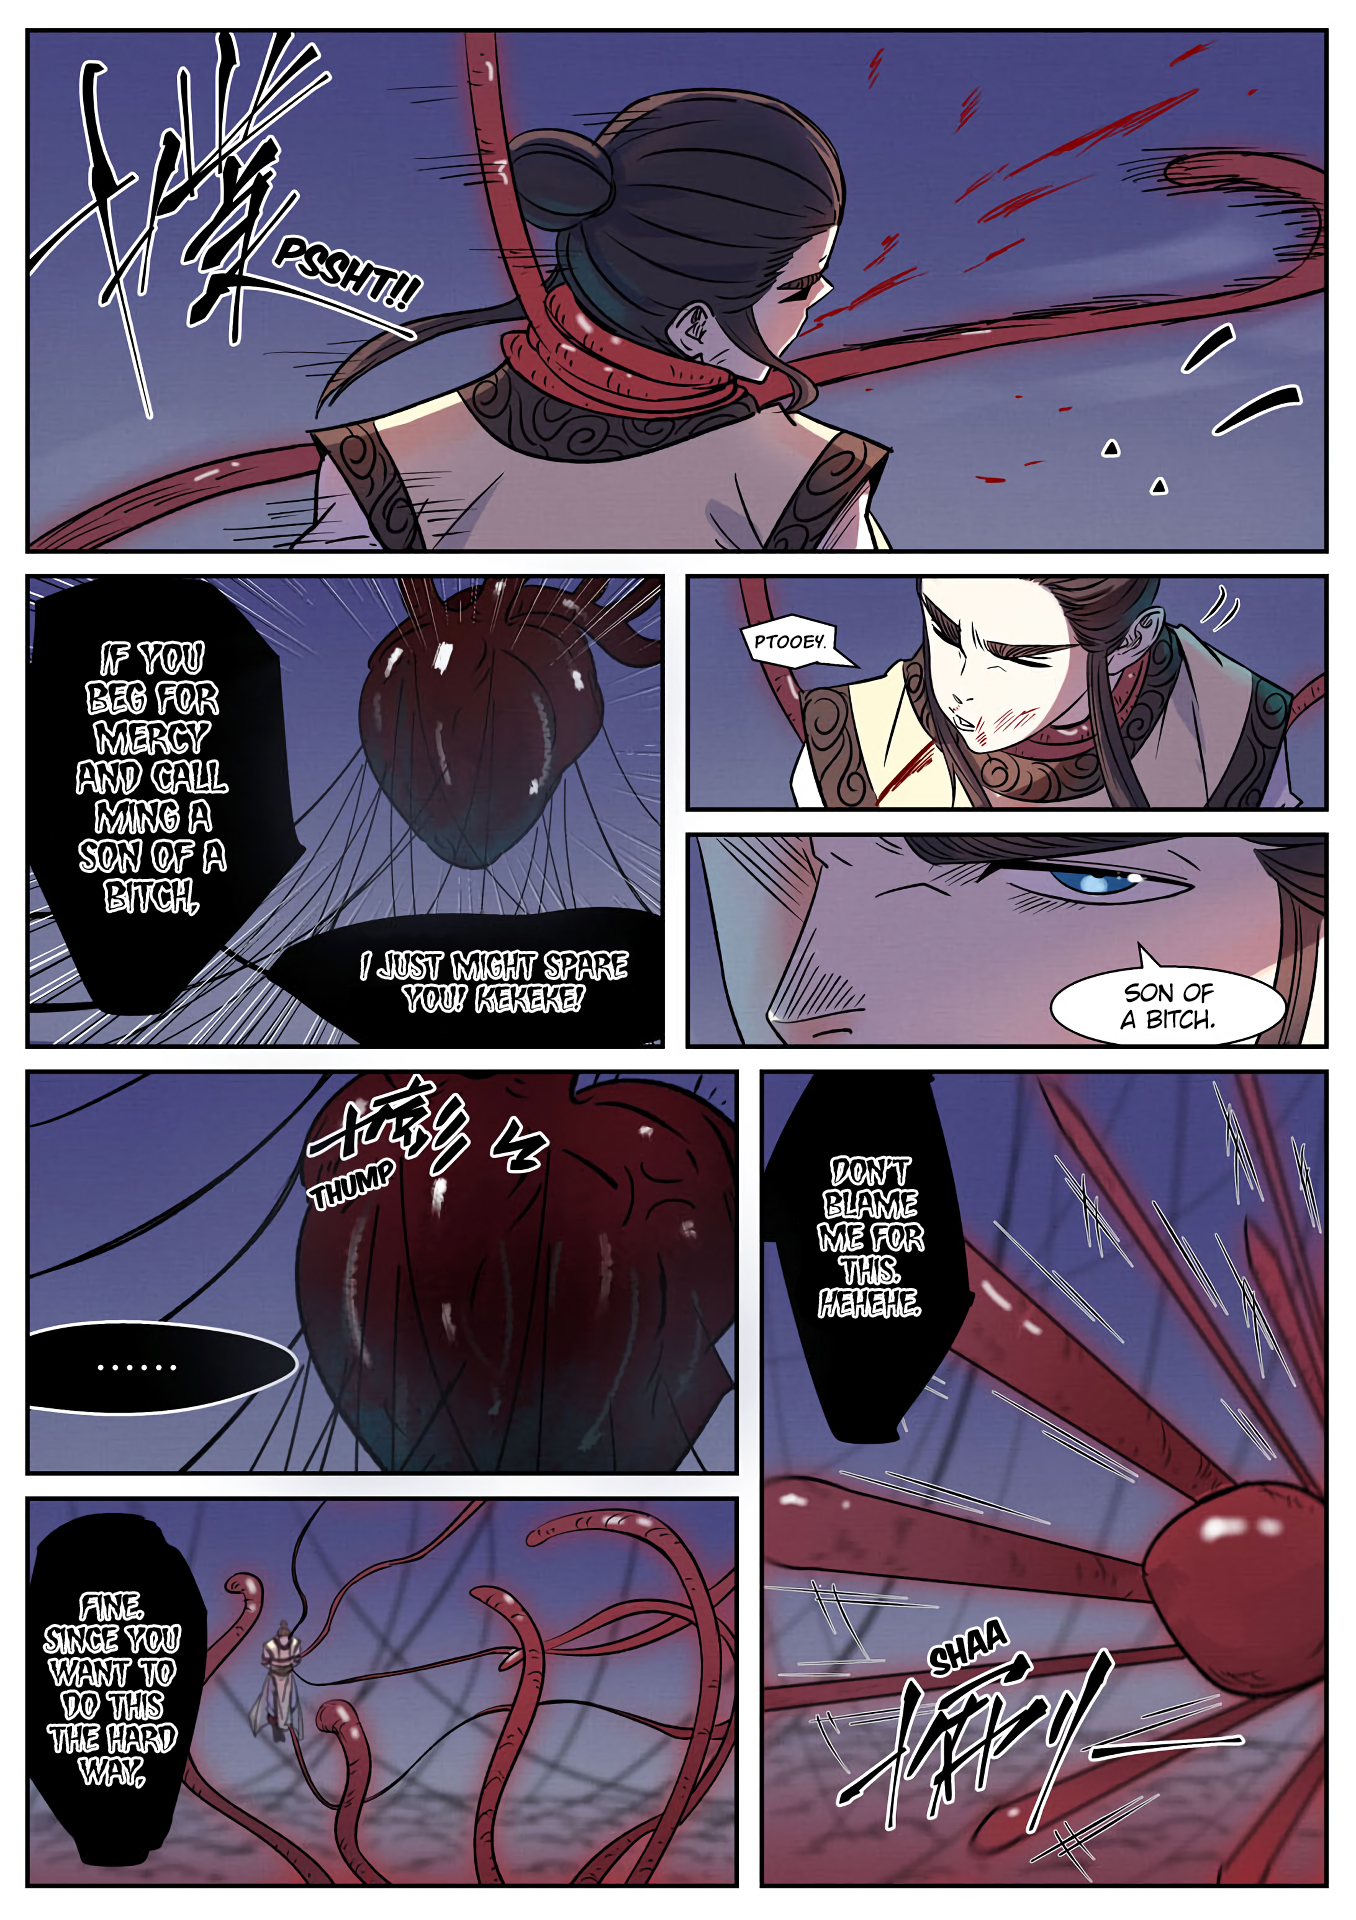 PSSHT!!
IF YOU
BEG FOR
MERCY
AND CALL
MING A
SON OF A
BITCH,
I JUST MIGHT SPARE
YOU! KEKEKE!
PTOOEY.
SON OF
A BITCH.
THUMP
......
FINE.
SINCE YOU
WANT TO
DO THIS
THE HARD
WAY,
DON'T
BLAME
ME FOR
THIS.
HEHEHE.
SHAA